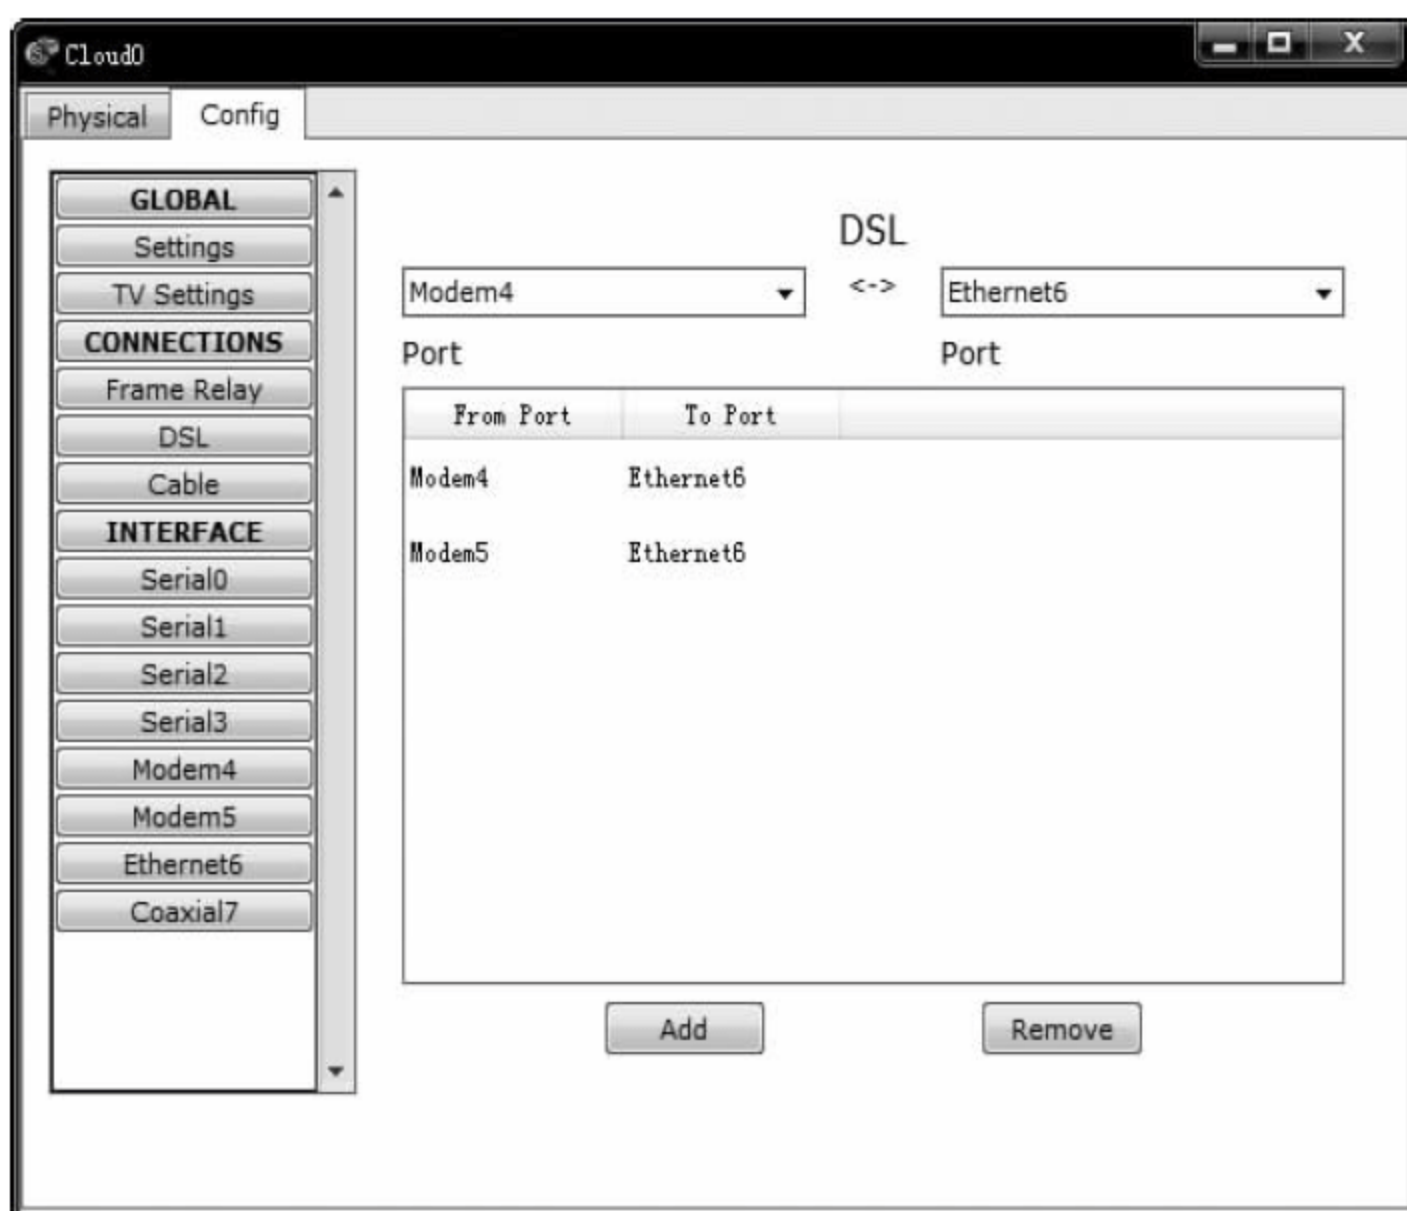 Cloud0
Physical Config
GLOBAL
Settings
TV Settings
CONNECTIONS
Frame Relay
DSL
Cable
INTERFACE
Serial0
Serial1
Serial2
Serial3
Modem4
Modem5
Ethernet6
Coaxial7
DSL
Modem4 <-> Ethernet6
Port Port
From Port To Port
Modem4 Ethernet6
Modem5 Ethernet6
Add Remove